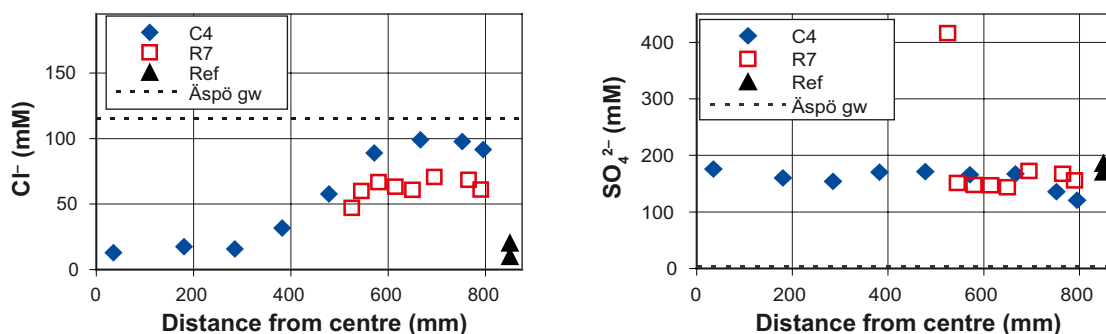 C4
R7
Ref
Äspö gw
150
100
50
0
Cl⁻ (mM)
0 200 400 600 800
Distance from centre (mm)
C4
R7
Ref
Äspö gw
400
300
200
100
0
SO₄²⁻ (mM)
0 200 400 600 800
Distance from centre (mm)